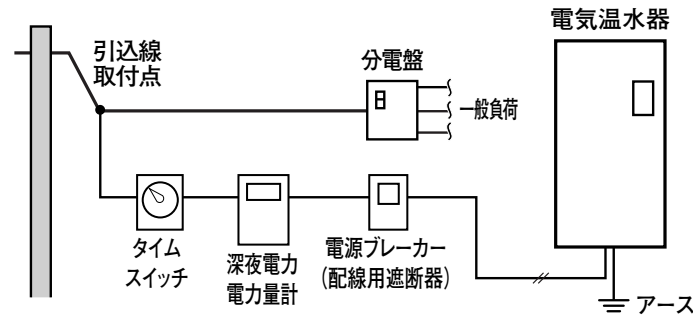 電気温水器
引込線
取付点
分電盤
一般負荷
タイム
スイッチ
深夜電力
電力量計
電源ブレーカー
(配線用遮断器)
アース